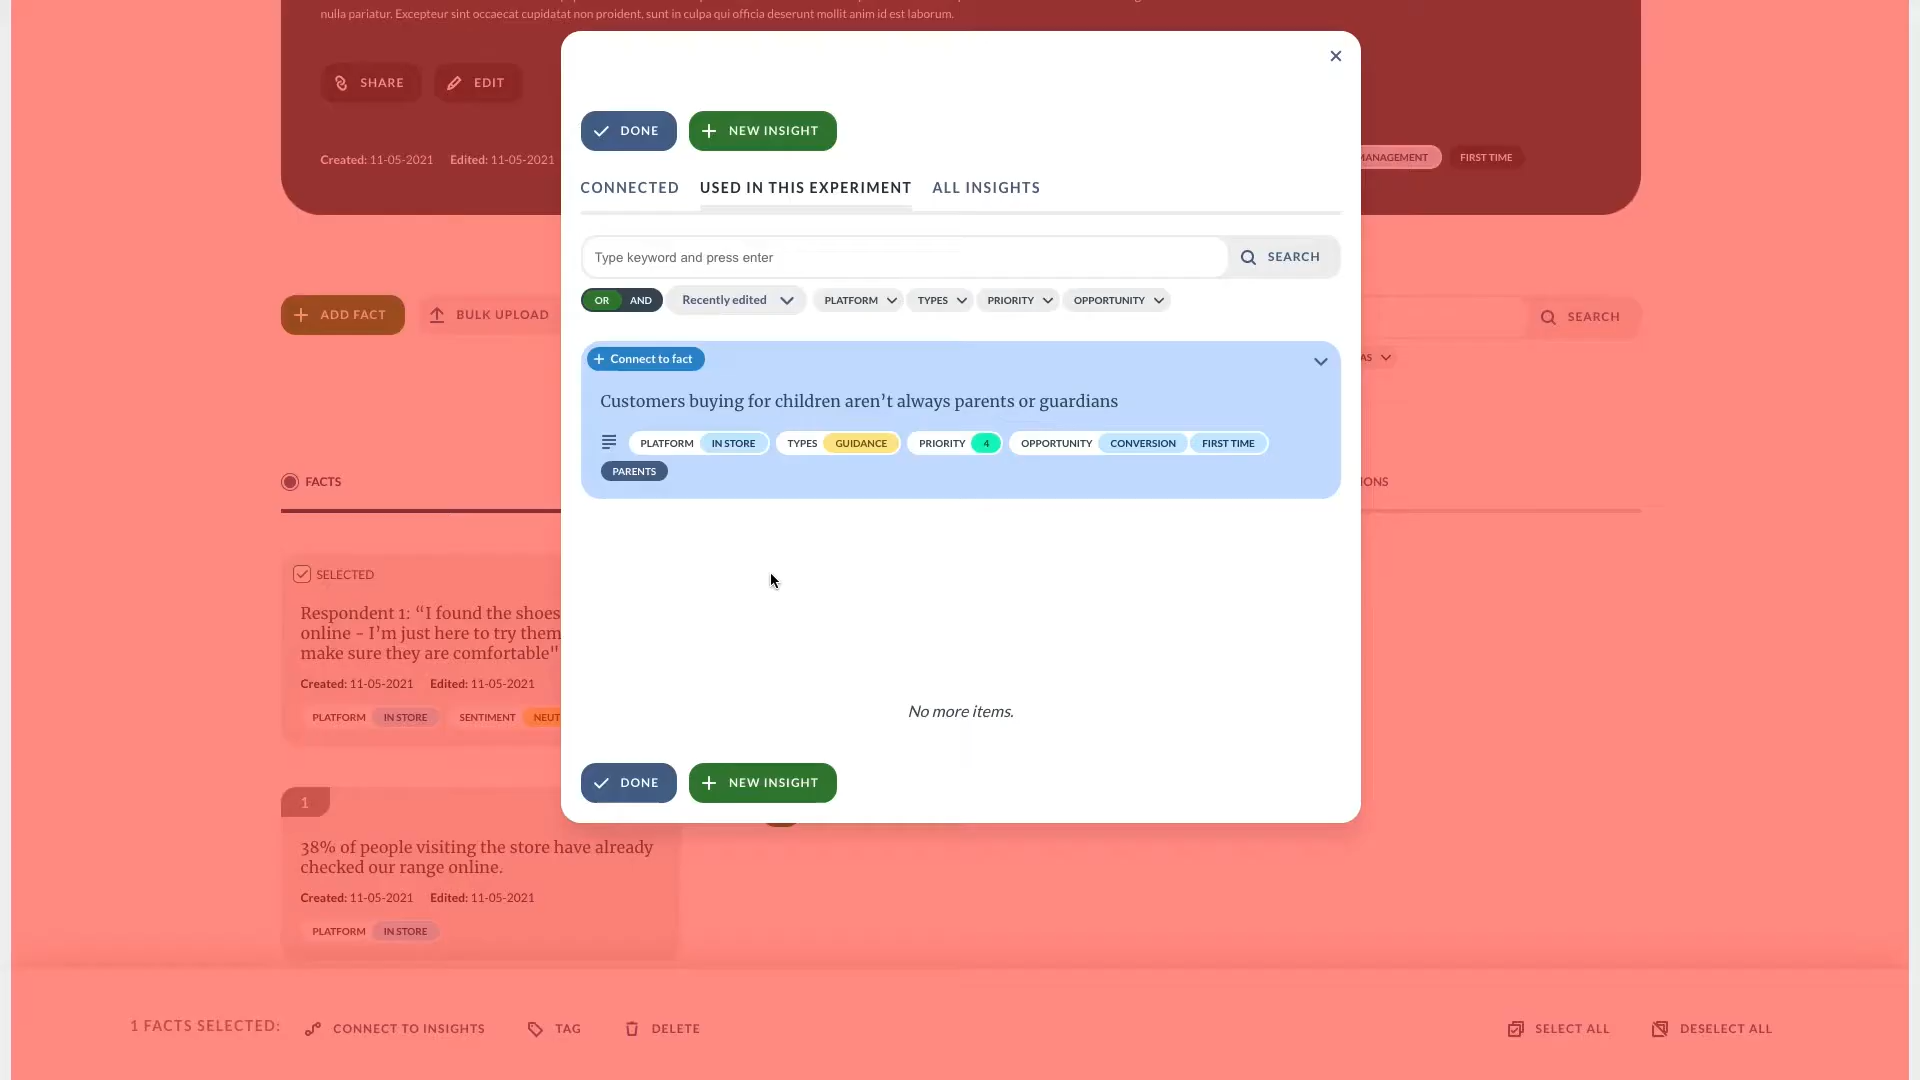 nulla pariatur. Excepteur sint occaecat cupidatat non proident, sunt in culpa qui officia deserunt mollit anim id est laborum.
SHARE
EDIT
Created: 11-05-2021 Edited: 11-05-2021
MANAGEMENT
FIRST TIME
DONE
NEW INSIGHT
CONNECTED
USED IN THIS EXPERIMENT
ALL INSIGHTS
Type keyword and press enter
SEARCH
OR AND
Recently edited
PLATFORM
TYPES
PRIORITY
OPPORTUNITY
Connect to fact
Customers buying for children aren’t always parents or guardians
PLATFORM IN STORE
TYPES GUIDANCE
PRIORITY 4
OPPORTUNITY CONVERSION FIRST TIME
PARENTS
No more items.
DONE
NEW INSIGHT
ADD FACT
BULK UPLOAD
SEARCH
FACTS
SELECTED
Respondent 1: “I found the shoes
online - I’m just here to try them
make sure they are comfortable"
Created: 11-05-2021 Edited: 11-05-2021
PLATFORM IN STORE
SENTIMENT
1
38% of people visiting the store have already
checked our range online.
Created: 11-05-2021 Edited: 11-05-2021
PLATFORM IN STORE
1 FACTS SELECTED:
CONNECT TO INSIGHTS
TAG
DELETE
SELECT ALL
DESELECT ALL